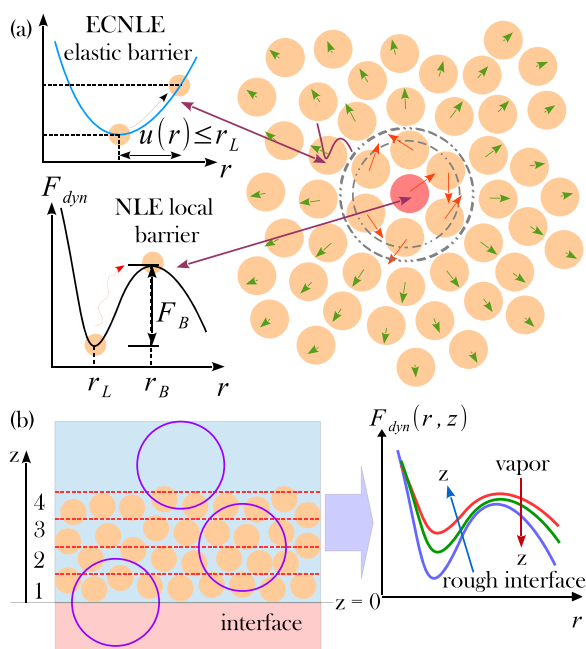 (a)
ECNLE
elastic barrier
u(r)≤r_L
r
F_dyn
NLE local
barrier
F_B
r_L
r_B
r
(b)
z
4
3
2
1
z = 0
interface
F_dyn(r, z)
z
vapor
z
rough interface
r